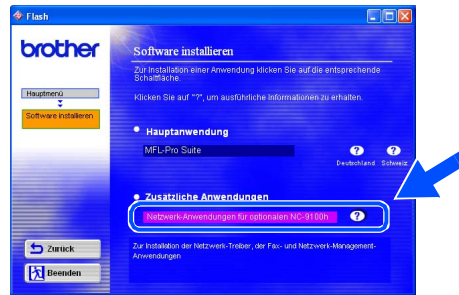 Flash
brother
Software installieren
Zur Installation einer Anwendung klicken Sie auf die entsprechende
Schaltfläche.
Klicken Sie auf "?", um ausführliche Informationen zu erhalten.
Hauptmenü
Software installieren
Hauptanwendung
MFL-Pro Suite
? ?
Deutschland Schweiz
Zusätzliche Anwendungen
Netzwerk-Anwendungen für optionalen NC-9100h ?
Zur Installation der Netzwerk-Treiber, der Fax- und Netzwerk-Management-
Anwendungen
Zurück
Beenden